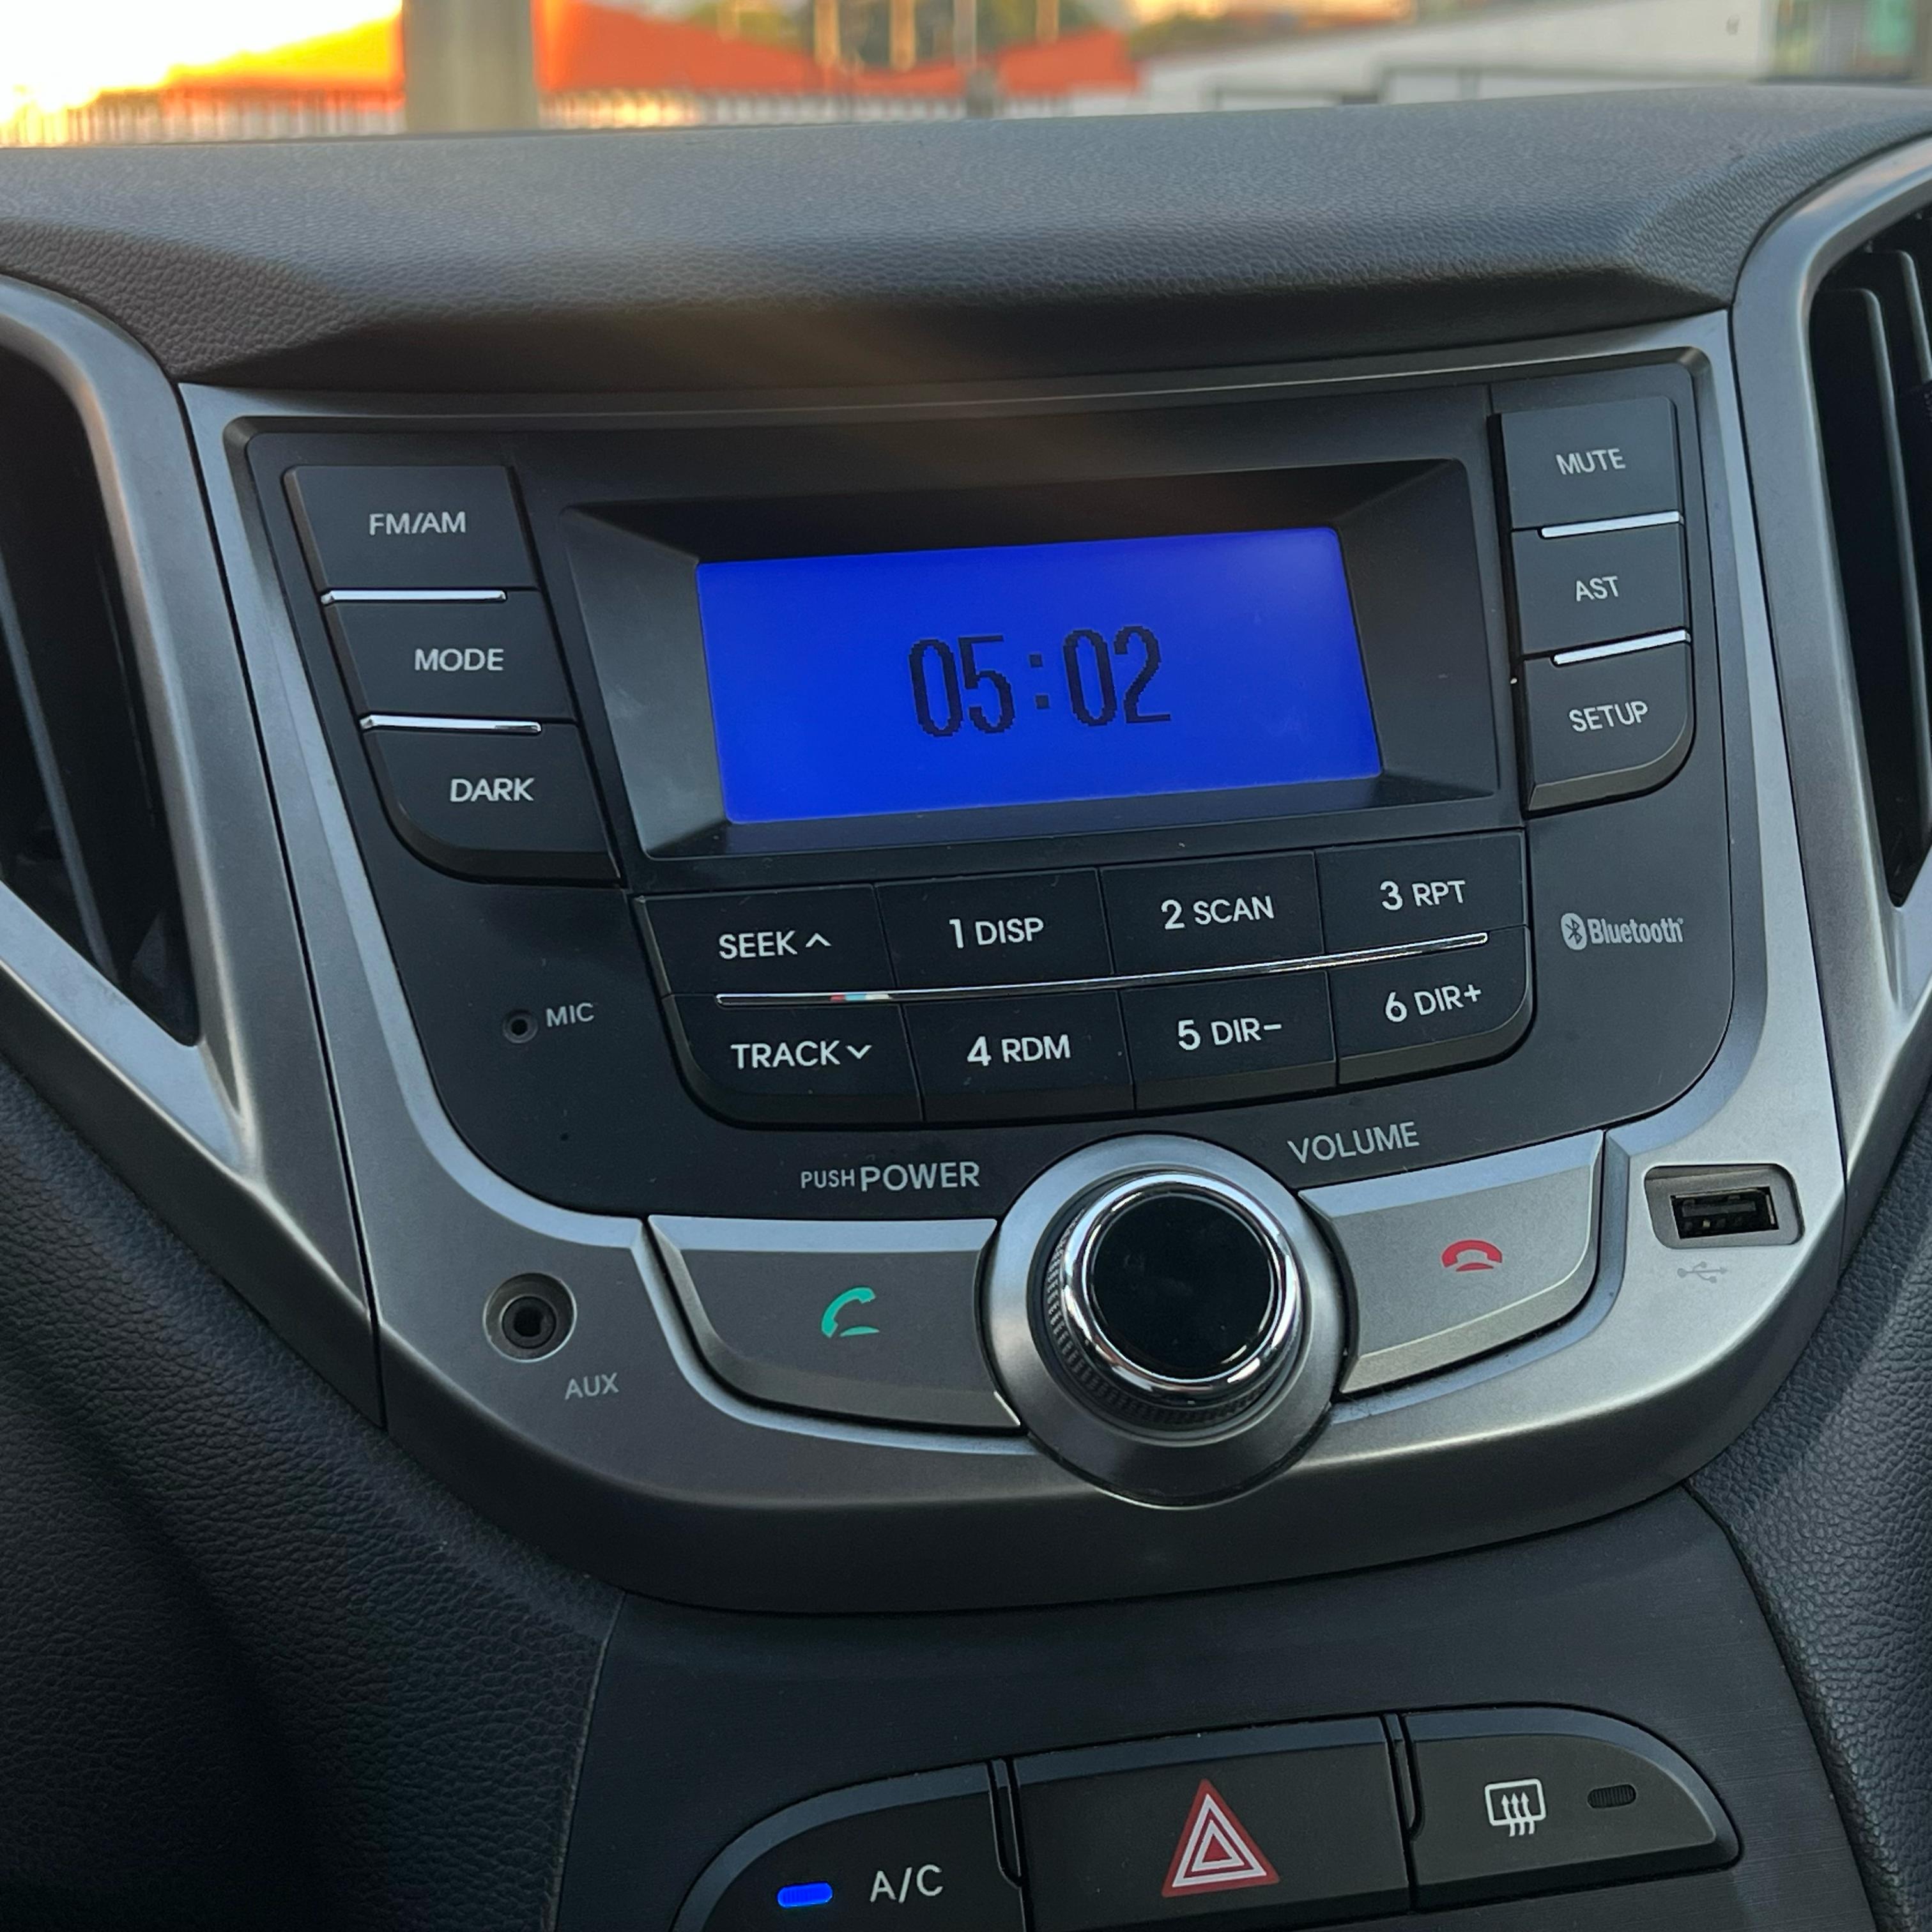 FM/AM
MUTE
MODE
05:02
AST
DARK
SETUP
SEEK 1 DISP 2 SCAN 3 RPT
Bluetooth
MIC
TRACK 4 RDM 5 DIR- 6 DIR+
PUSH POWER
VOLUME
AUX
A/C